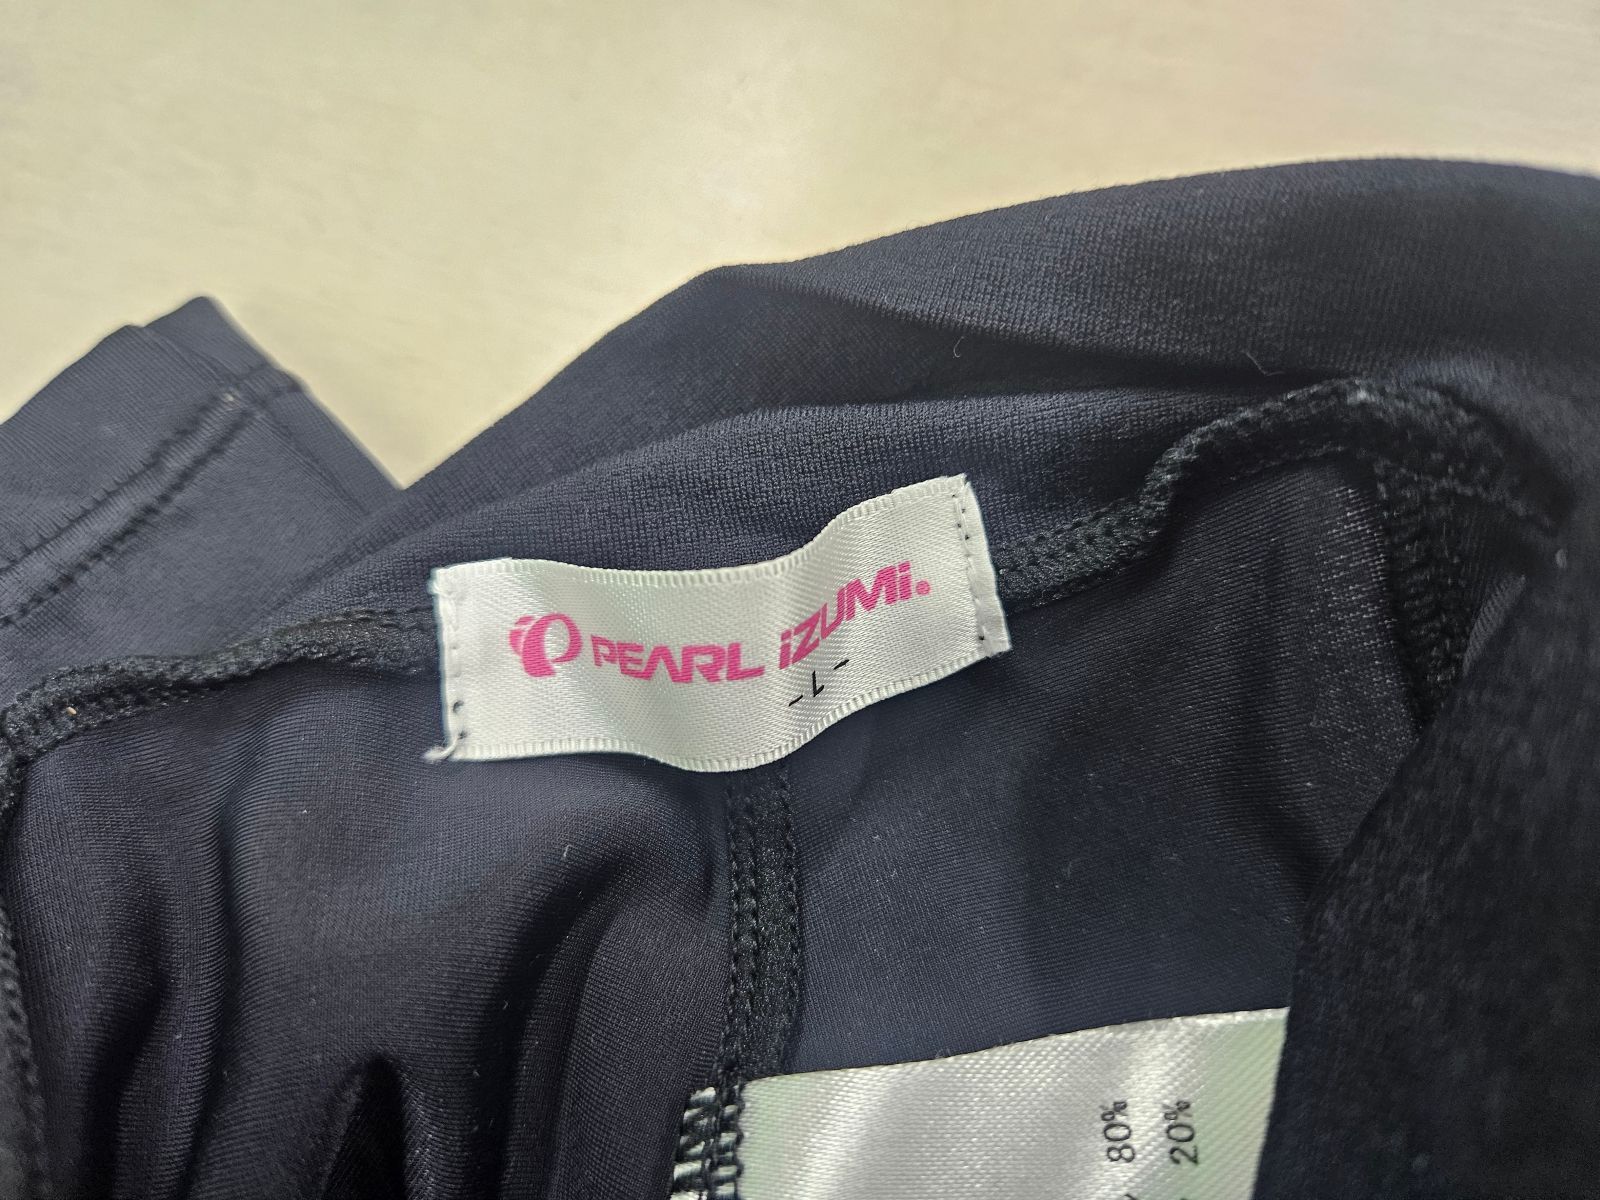 PEARL iZUMi.
- L -
80%
20%